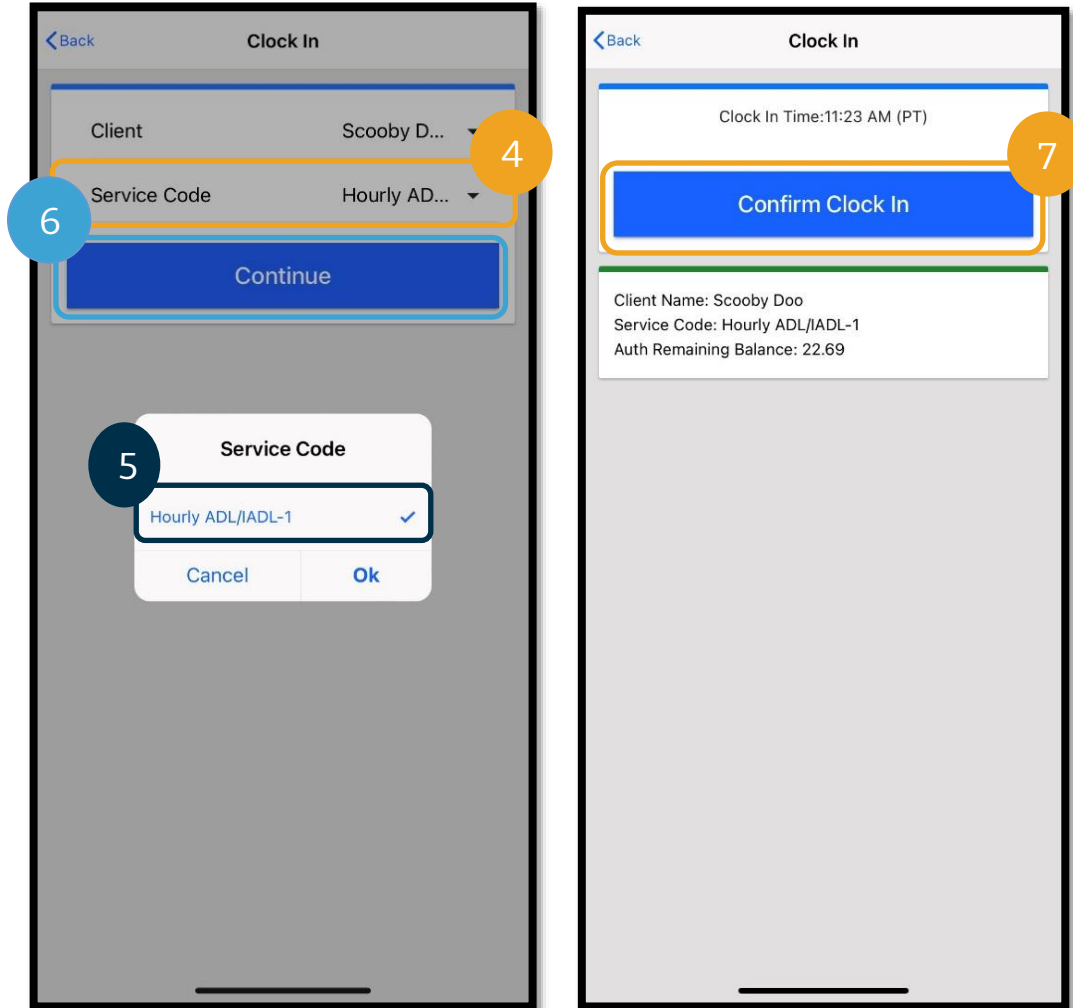 Back Clock In
Client Scooby D...
4
Service Code Hourly AD...
6
Continue
Service Code
5
Hourly ADL/IADL-1
Cancel Ok
Back Clock In
Clock In Time:11:23 AM (PT)
7
Confirm Clock In
Client Name: Scooby Doo
Service Code: Hourly ADL/IADL-1
Auth Remaining Balance: 22.69